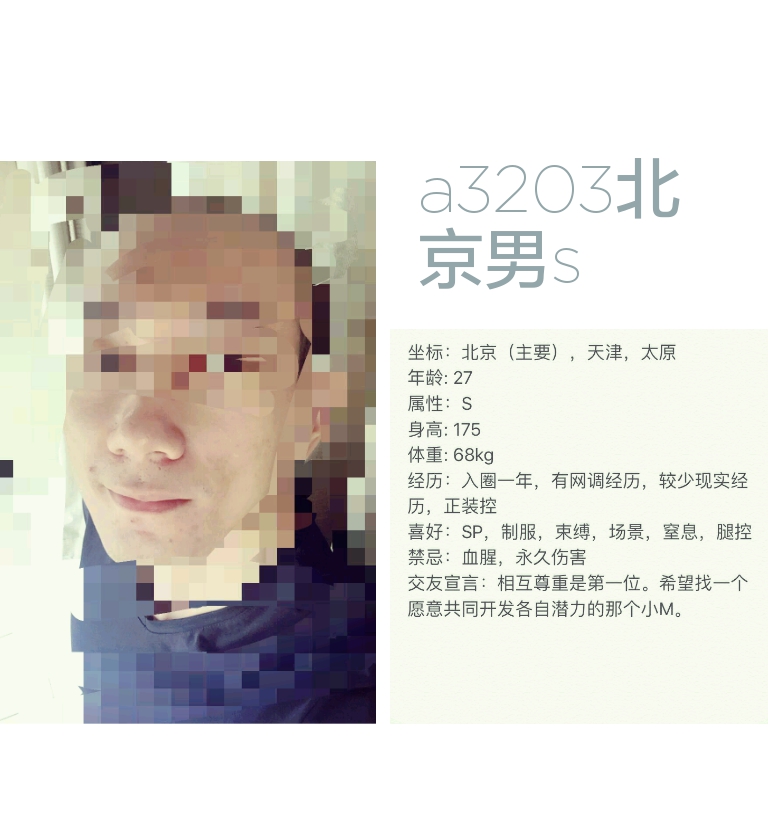 a3203北
京男s
坐标：北京（主要），天津，太原
年龄: 27
属性：S
身高: 175
体重: 68kg
经历：入圈一年，有网调经历，较少现实经
历，正装控
喜好：SP，制服，束缚，场景，窒息，腿控
禁忌：血腥，永久伤害
交友宣言：相互尊重是第一位。希望找一个
愿意共同开发各自潜力的那个小M。